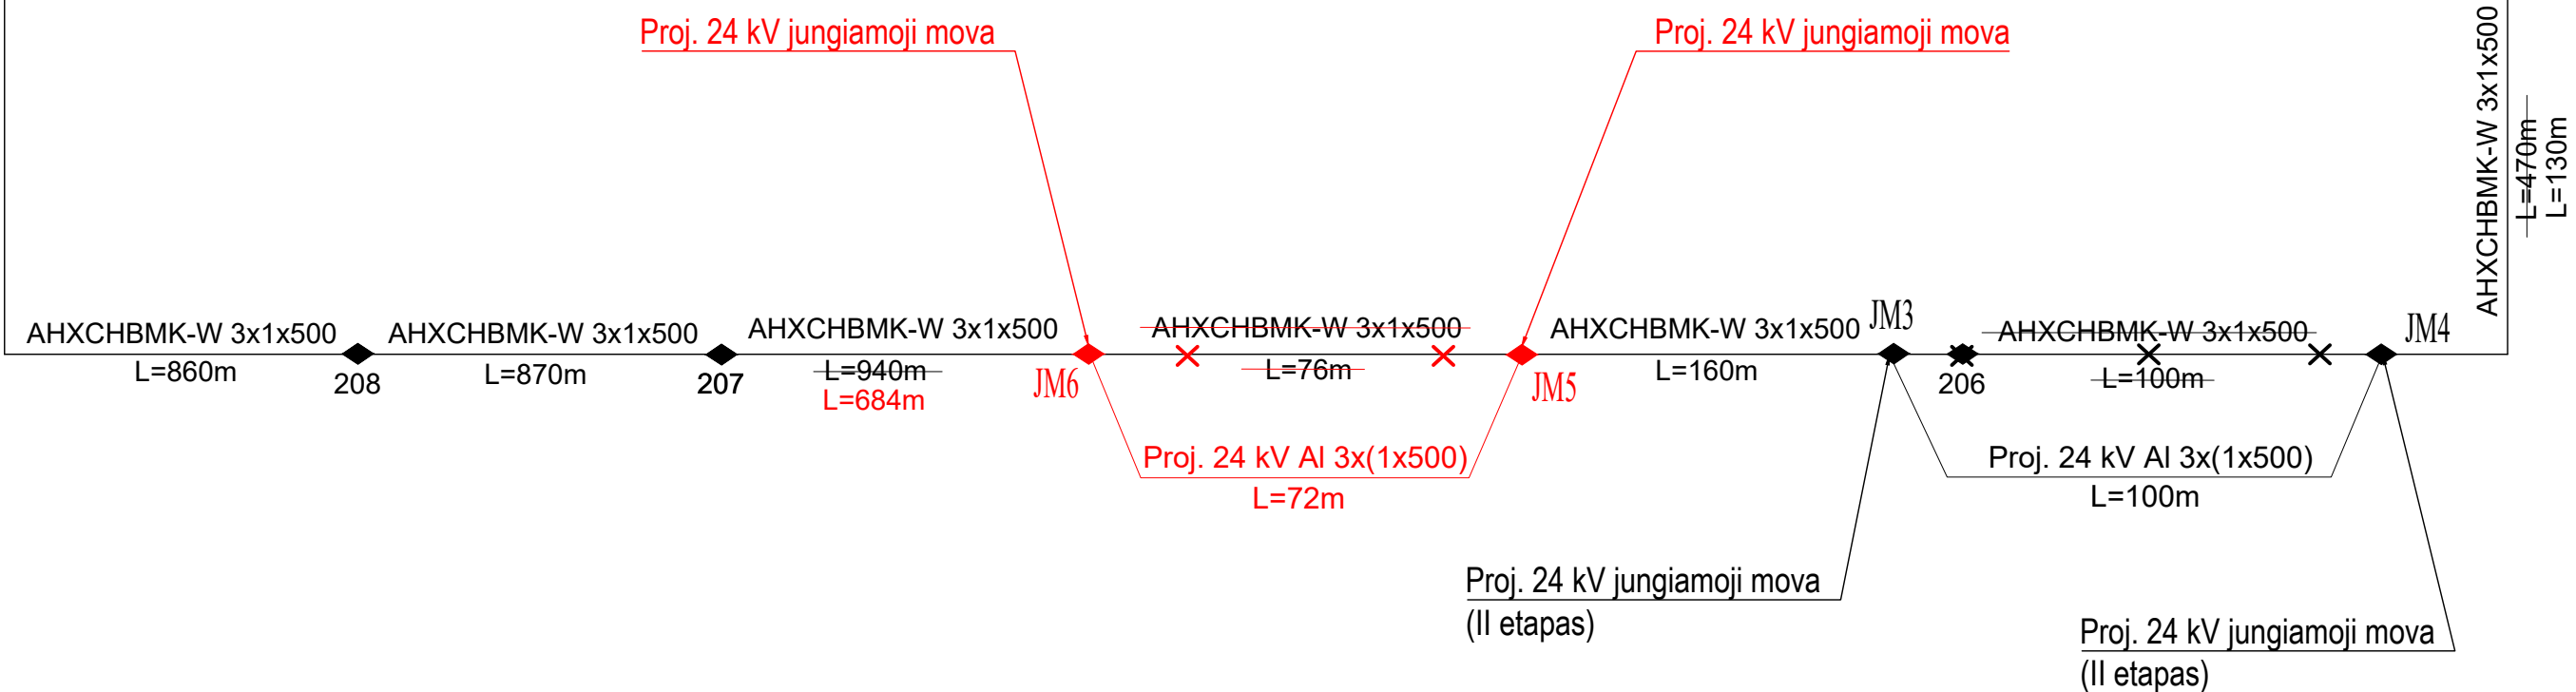 Proj. 24 kV jungiamoji mova
Proj. 24 kV jungiamoji mova
AHXCHBMK-W 3x1x500
L=470m
L=130m
AHXCHBMK-W 3x1x500
L=860m
208
AHXCHBMK-W 3x1x500
L=870m
207
AHXCHBMK-W 3x1x500
L=940m
L=684m
JM6
AHXCHBMK-W 3x1x500
L=76m
JM5
Proj. 24 kV Al 3x(1x500)
L=72m
AHXCHBMK-W 3x1x500
L=160m
JM3
206
AHXCHBMK-W 3x1x500
L=100m
JM4
Proj. 24 kV Al 3x(1x500)
L=100m
Proj. 24 kV jungiamoji mova
(II etapas)
Proj. 24 kV jungiamoji mova
(II etapas)